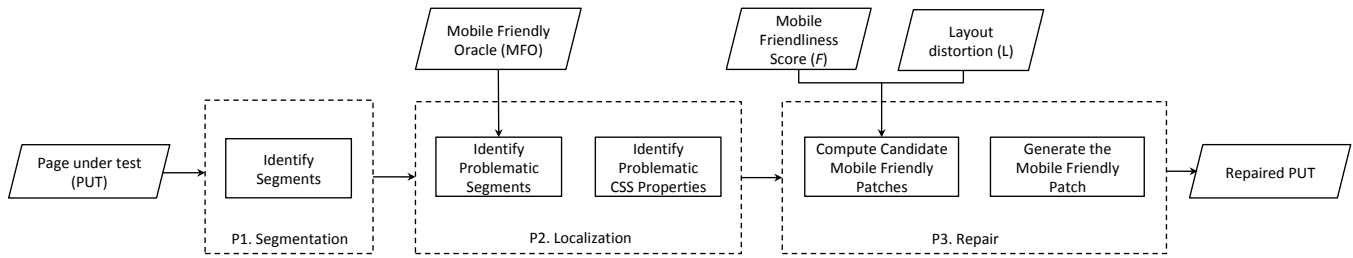 Mobile Friendly
Oracle (MFO)
Mobile
Friendliness
Score (F)
Layout
distortion (L)
Page under test
(PUT)
Identify
Segments
P1. Segmentation
Identify
Problematic
Segments
Identify
Problematic
CSS Properties
P2. Localization
Compute Candidate
Mobile Friendly
Patches
Generate the
Mobile Friendly
Patch
P3. Repair
Repaired PUT